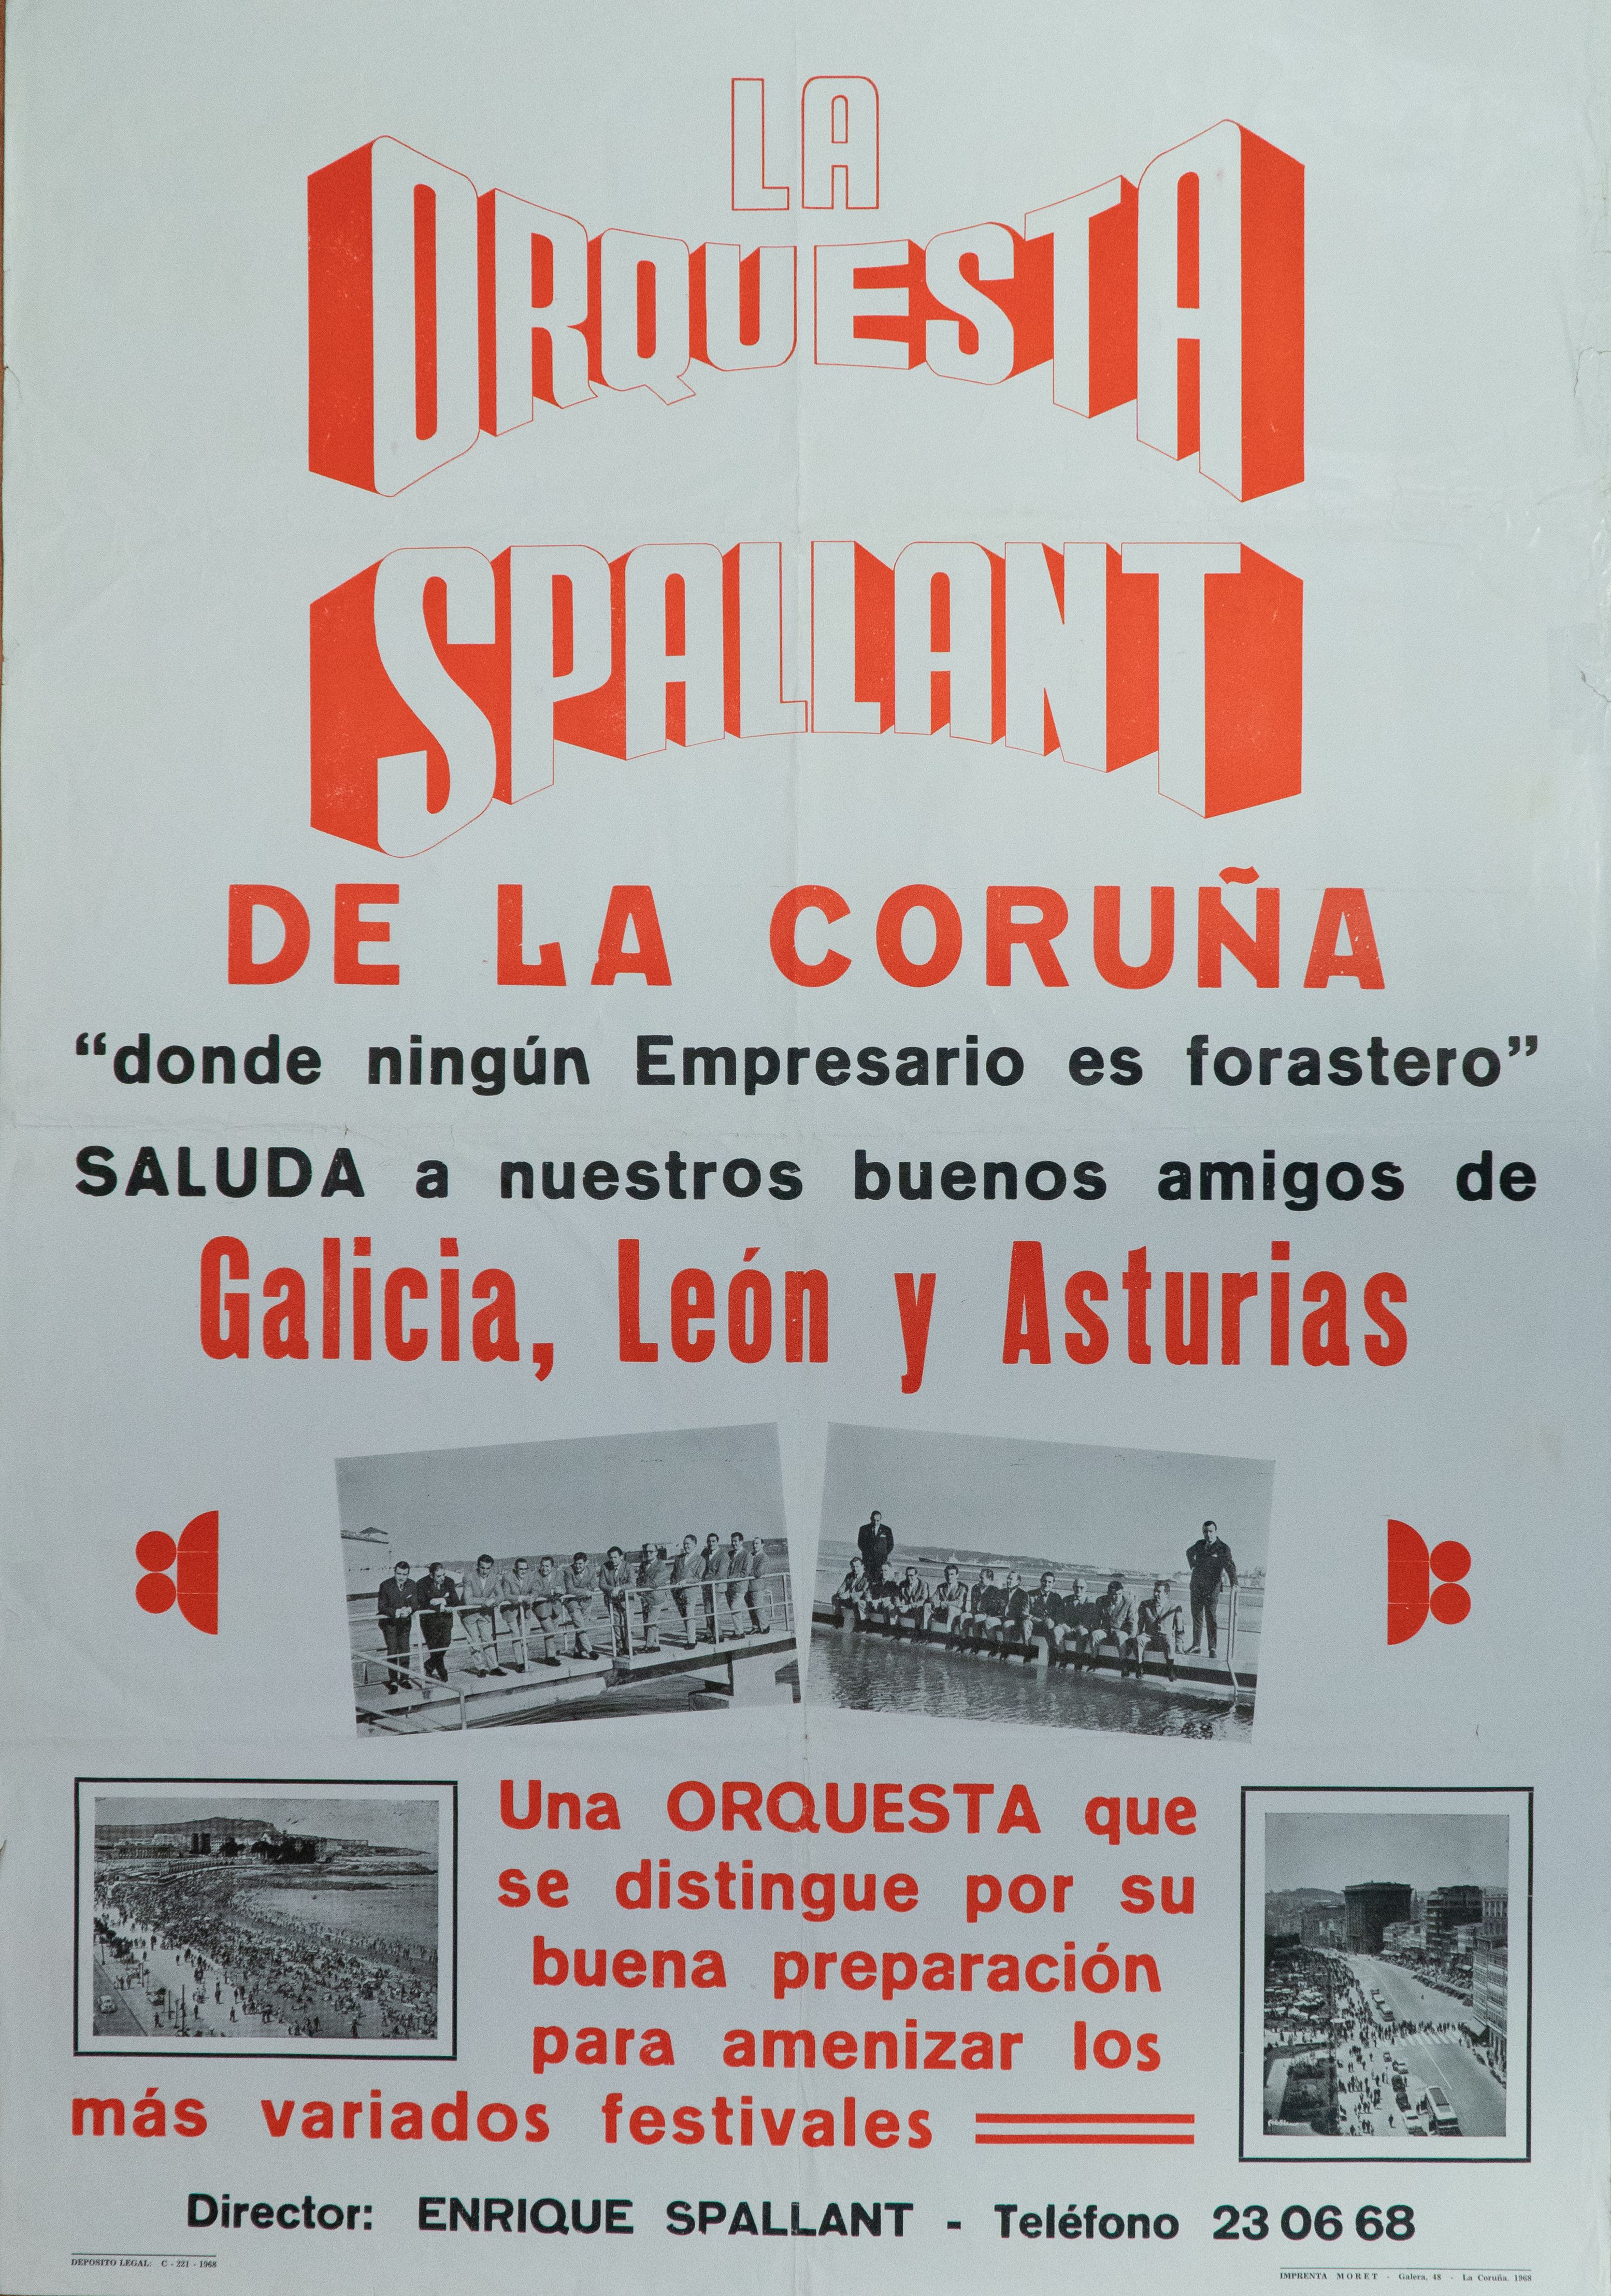 LA
ORQUESTA
SPALLANT
DE LA CORUÑA
“donde ningún Empresario es forastero”
SALUDA a nuestros buenos amigos de
Galicia, León y Asturias
Una ORQUESTA que
se distingue por su
buena preparación
para amenizar los
más variados festivales
Director: ENRIQUE SPALLANT - Teléfono 23 06 68
DEPOSITO LEGAL: C - 221 - 1968
IMPRENTA MORET - Galera, 48 - La Coruña, 1968